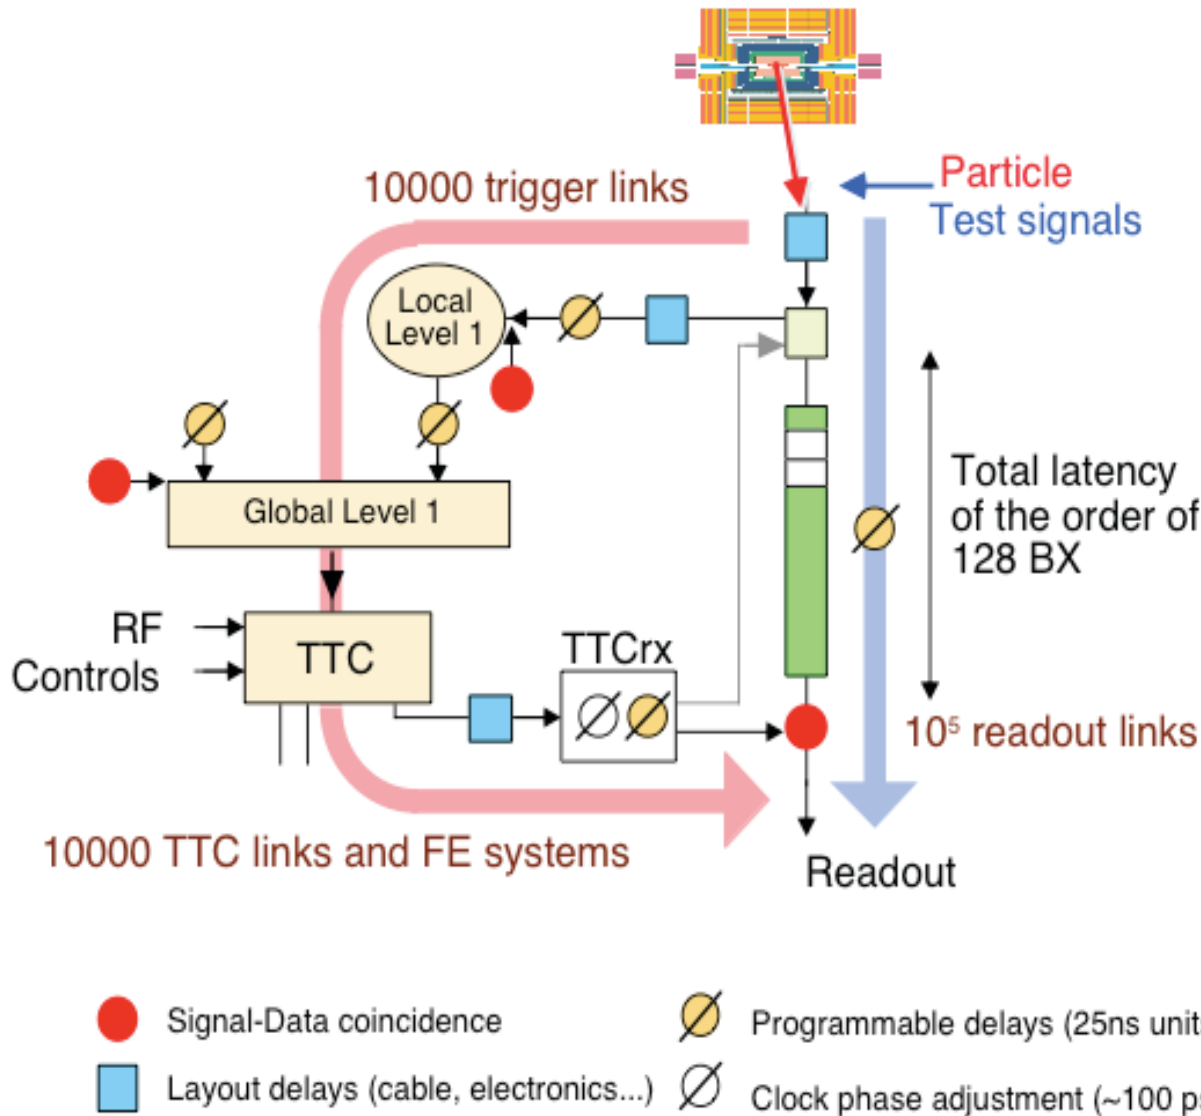 10000 trigger links
Particle
Test signals
Local
Level 1
Global Level 1
Total latency
of the order of
128 BX
RF
Controls
TTC
TTCrx
10⁵ readout links
10000 TTC links and FE systems
Readout
Signal-Data coincidence
Programmable delays (25ns
Layout delays (cable, electronics...)
Clock phase adjustment (~100